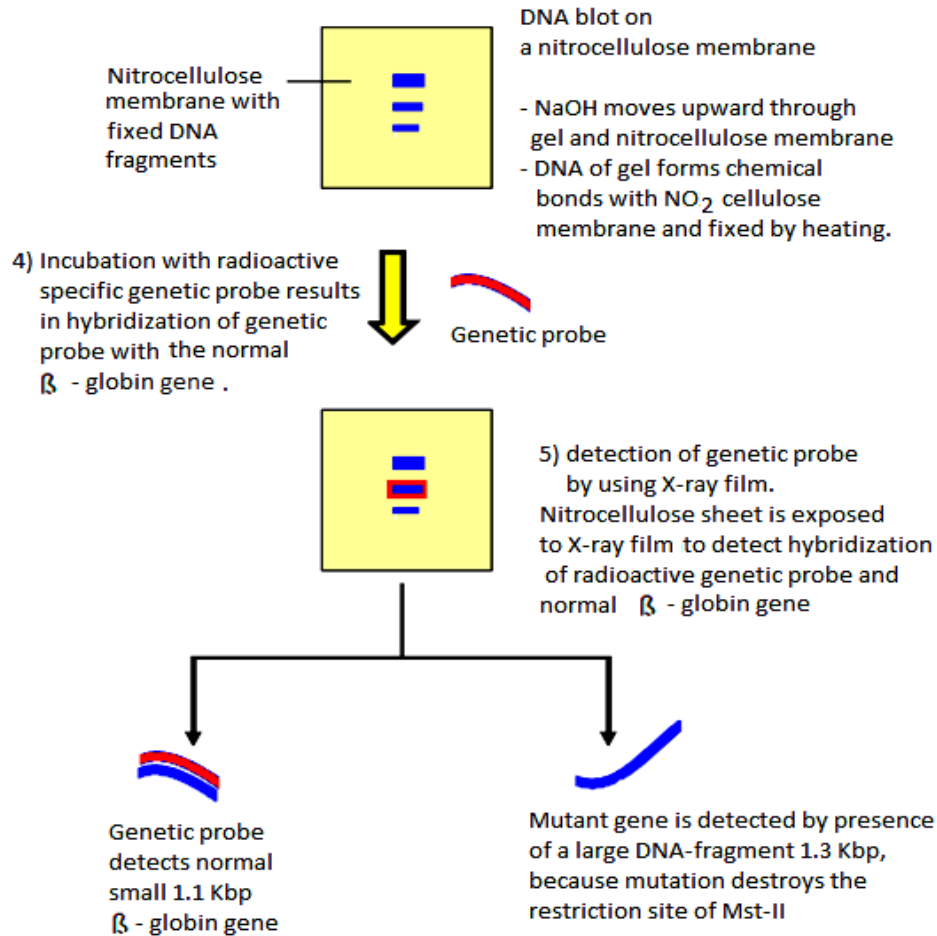 DNA blot on
a nitrocellulose membrane
Nitrocellulose
membrane with
fixed DNA
fragments
- NaOH moves upward through
gel and nitrocellulose membrane
- DNA of gel forms chemical
bonds with NO2 cellulose
membrane and fixed by heating.
4) Incubation with radioactive
specific genetic probe results
in hybridization of genetic
probe with the normal
ß - globin gene .
Genetic probe
5) detection of genetic probe
by using X-ray film.
Nitrocellulose sheet is exposed
to X-ray film to detect hybridization
of radioactive genetic probe and
normal ß - globin gene
Genetic probe
detects normal
small 1.1 Kbp
ß - globin gene
Mutant gene is detected by presence
of a large DNA-fragment 1.3 Kbp,
because mutation destroys the
restriction site of Mst-II